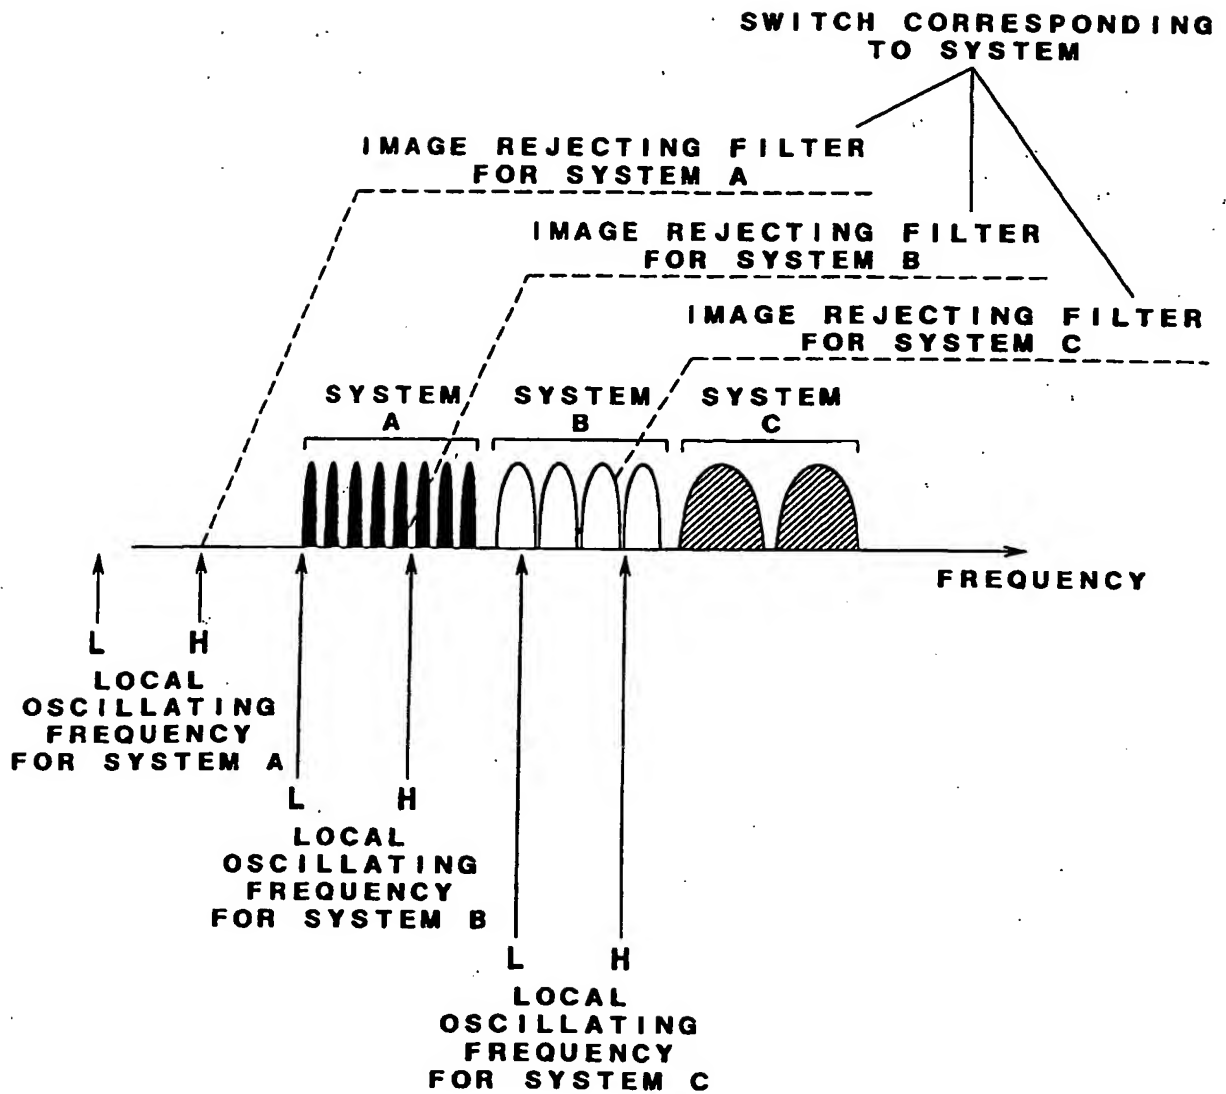 SWITCH CORRESPONDING
TO SYSTEM
IMAGE REJECTING FILTER
FOR SYSTEM A
IMAGE REJECTING FILTER
FOR SYSTEM B
IMAGE REJECTING FILTER
FOR SYSTEM C
SYSTEM
A
SYSTEM
B
SYSTEM
C
FREQUENCY
L H
LOCAL
OSCILLATING
FREQUENCY
FOR SYSTEM A
L H
LOCAL
OSCILLATING
FREQUENCY
FOR SYSTEM B
L H
LOCAL
OSCILLATING
FREQUENCY
FOR SYSTEM C